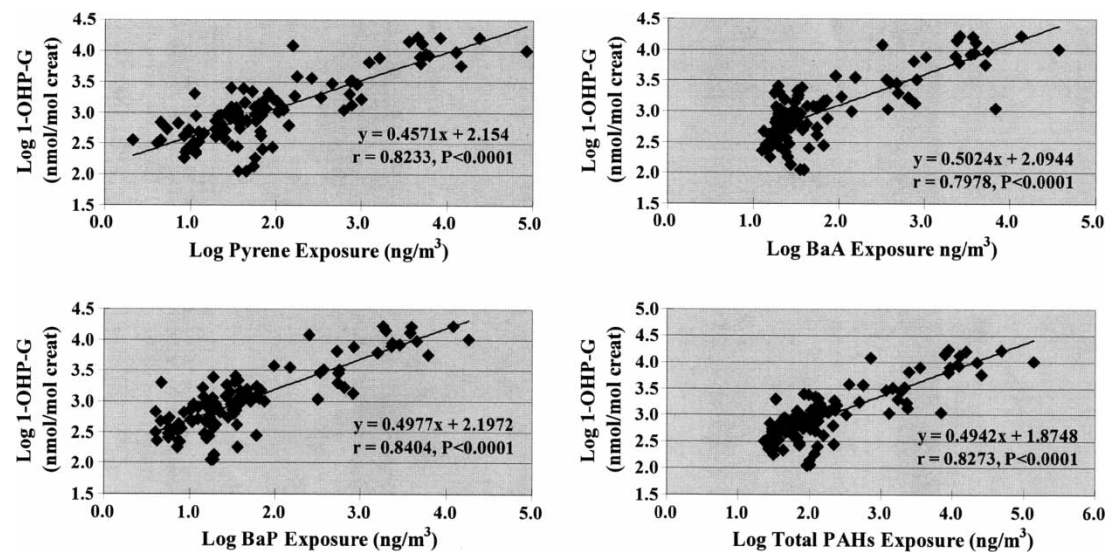 Log 1-OHP-G
(nmol/mol creat)
4.5
4.0
3.5
3.0
2.5
2.0
1.5
y = 0.4571x + 2.154
r = 0.8233, P<0.0001
0.0 1.0 2.0 3.0 4.0 5.0
Log Pyrene Exposure (ng/m³)
Log 1-OHP-G
(nmol/mol creat)
4.5
4.0
3.5
3.0
2.5
2.0
1.5
y = 0.5024x + 2.0944
r = 0.7978, P<0.0001
0.0 1.0 2.0 3.0 4.0 5.0
Log BaA Exposure ng/m³)
Log 1-OHP-G
(nmol/mol creat)
4.5
4.0
3.5
3.0
2.5
2.0
1.5
y = 0.4977x + 2.1972
r = 0.8404, P<0.0001
0.0 1.0 2.0 3.0 4.0 5.0
Log BaP Exposure (ng/m³)
Log 1-OHP-G
(nmol/mol creat)
5.0
4.5
4.0
3.5
3.0
2.5
2.0
1.5
y = 0.4942x + 1.8748
r = 0.8273, P<0.0001
0.0 1.0 2.0 3.0 4.0 5.0 6.0
Log Total PAHs Exposure (ng/m³)